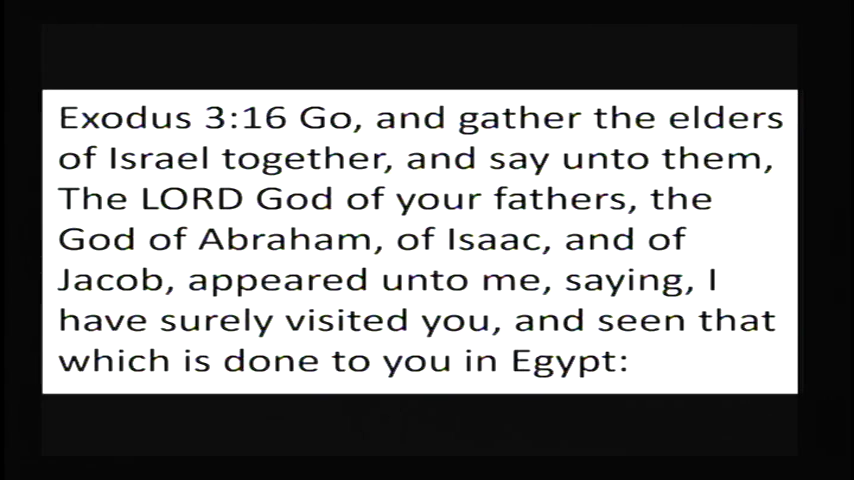 Exodus 3:16 Go, and gather the elders
of Israel together, and say unto them,
The LORD God of your fathers, the
God of Abraham, of Isaac, and of
Jacob, appeared unto me, saying, I
have surely visited you, and seen that
which is done to you in Egypt: